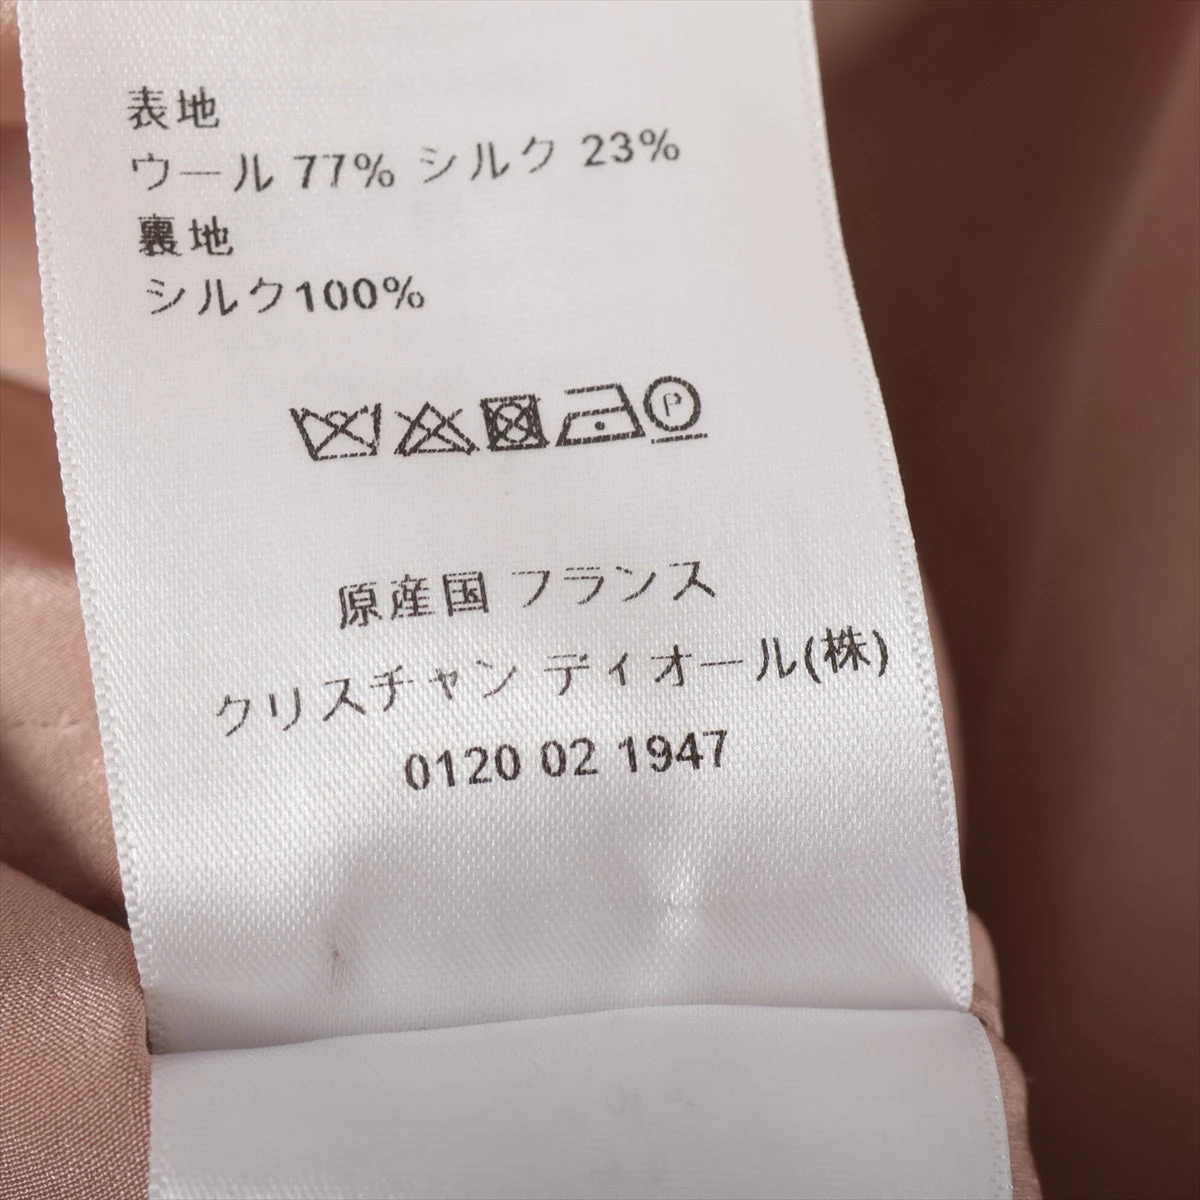 表地
ウール 77% シルク 23%
裏地
シルク100%
P
原産国 フランス
クリスチャン ディオール(株)
0120 02 1947